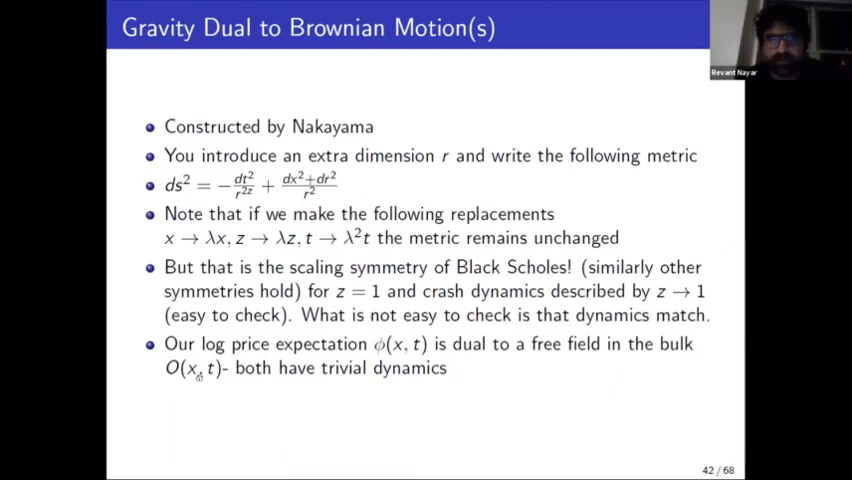 Gravity Dual to Brownian Motion(s)
Revant Nayar
Constructed by Nakayama
You introduce an extra dimension r and write the following metric
ds² = −dt²/r²ᶻ + (dx²+dr²)/r²
Note that if we make the following replacements
x → λx, z → λz, t → λ²t the metric remains unchanged
But that is the scaling symmetry of Black Scholes! (similarly other
symmetries hold) for z = 1 and crash dynamics described by z → 1
(easy to check). What is not easy to check is that dynamics match.
Our log price expectation ϕ(x, t) is dual to a free field in the bulk
O(x, t)- both have trivial dynamics
42 / 68